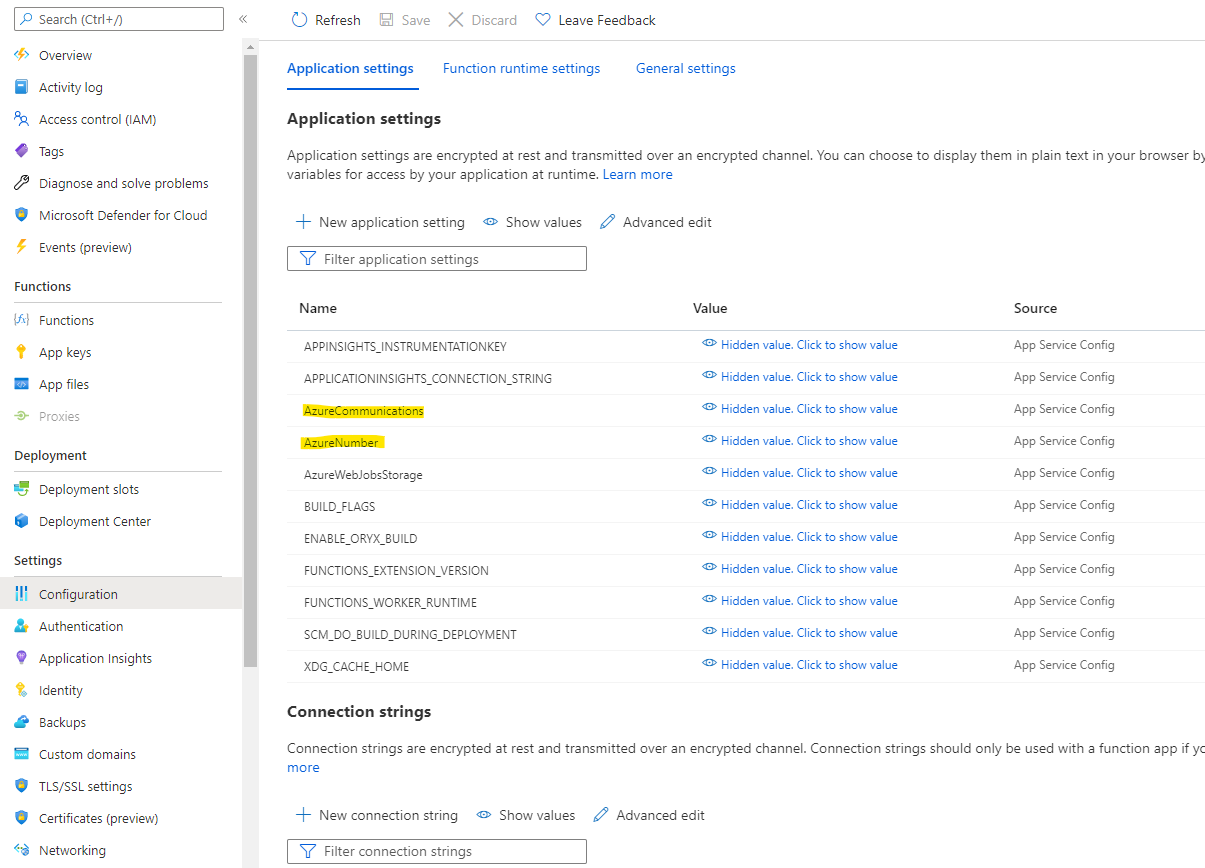 Search (Ctrl+/)
«
Overview
Activity log
Access control (IAM)
Tags
Diagnose and solve problems
Microsoft Defender for Cloud
Events (preview)
Functions
Functions
App keys
App files
Proxies
Deployment
Deployment slots
Deployment Center
Settings
Configuration
Authentication
Application Insights
Identity
Backups
Custom domains
TLS/SSL settings
Certificates (preview)
Networking
Refresh Save Discard Leave Feedback
Application settings Function runtime settings General settings
Application settings
Application settings are encrypted at rest and transmitted over an encrypted channel. You can choose to display them in plain text in your browser by
variables for access by your application at runtime. Learn more
New application setting Show values Advanced edit
Filter application settings
Name Value Source
APPINSIGHTS_INSTRUMENTATIONKEY Hidden value. Click to show value App Service Config
APPLICATIONINSIGHTS_CONNECTION_STRING Hidden value. Click to show value App Service Config
AzureCommunications Hidden value. Click to show value App Service Config
AzureNumber Hidden value. Click to show value App Service Config
AzureWebJobsStorage Hidden value. Click to show value App Service Config
BUILD_FLAGS Hidden value. Click to show value App Service Config
ENABLE_ORYX_BUILD Hidden value. Click to show value App Service Config
FUNCTIONS_EXTENSION_VERSION Hidden value. Click to show value App Service Config
FUNCTIONS_WORKER_RUNTIME Hidden value. Click to show value App Service Config
SCM_DO_BUILD_DURING_DEPLOYMENT Hidden value. Click to show value App Service Config
XDG_CACHE_HOME Hidden value. Click to show value App Service Config
Connection strings
Connection strings are encrypted at rest and transmitted over an encrypted channel. Connection strings should only be used with a function app if
more
New connection string Show values Advanced edit
Filter connection strings